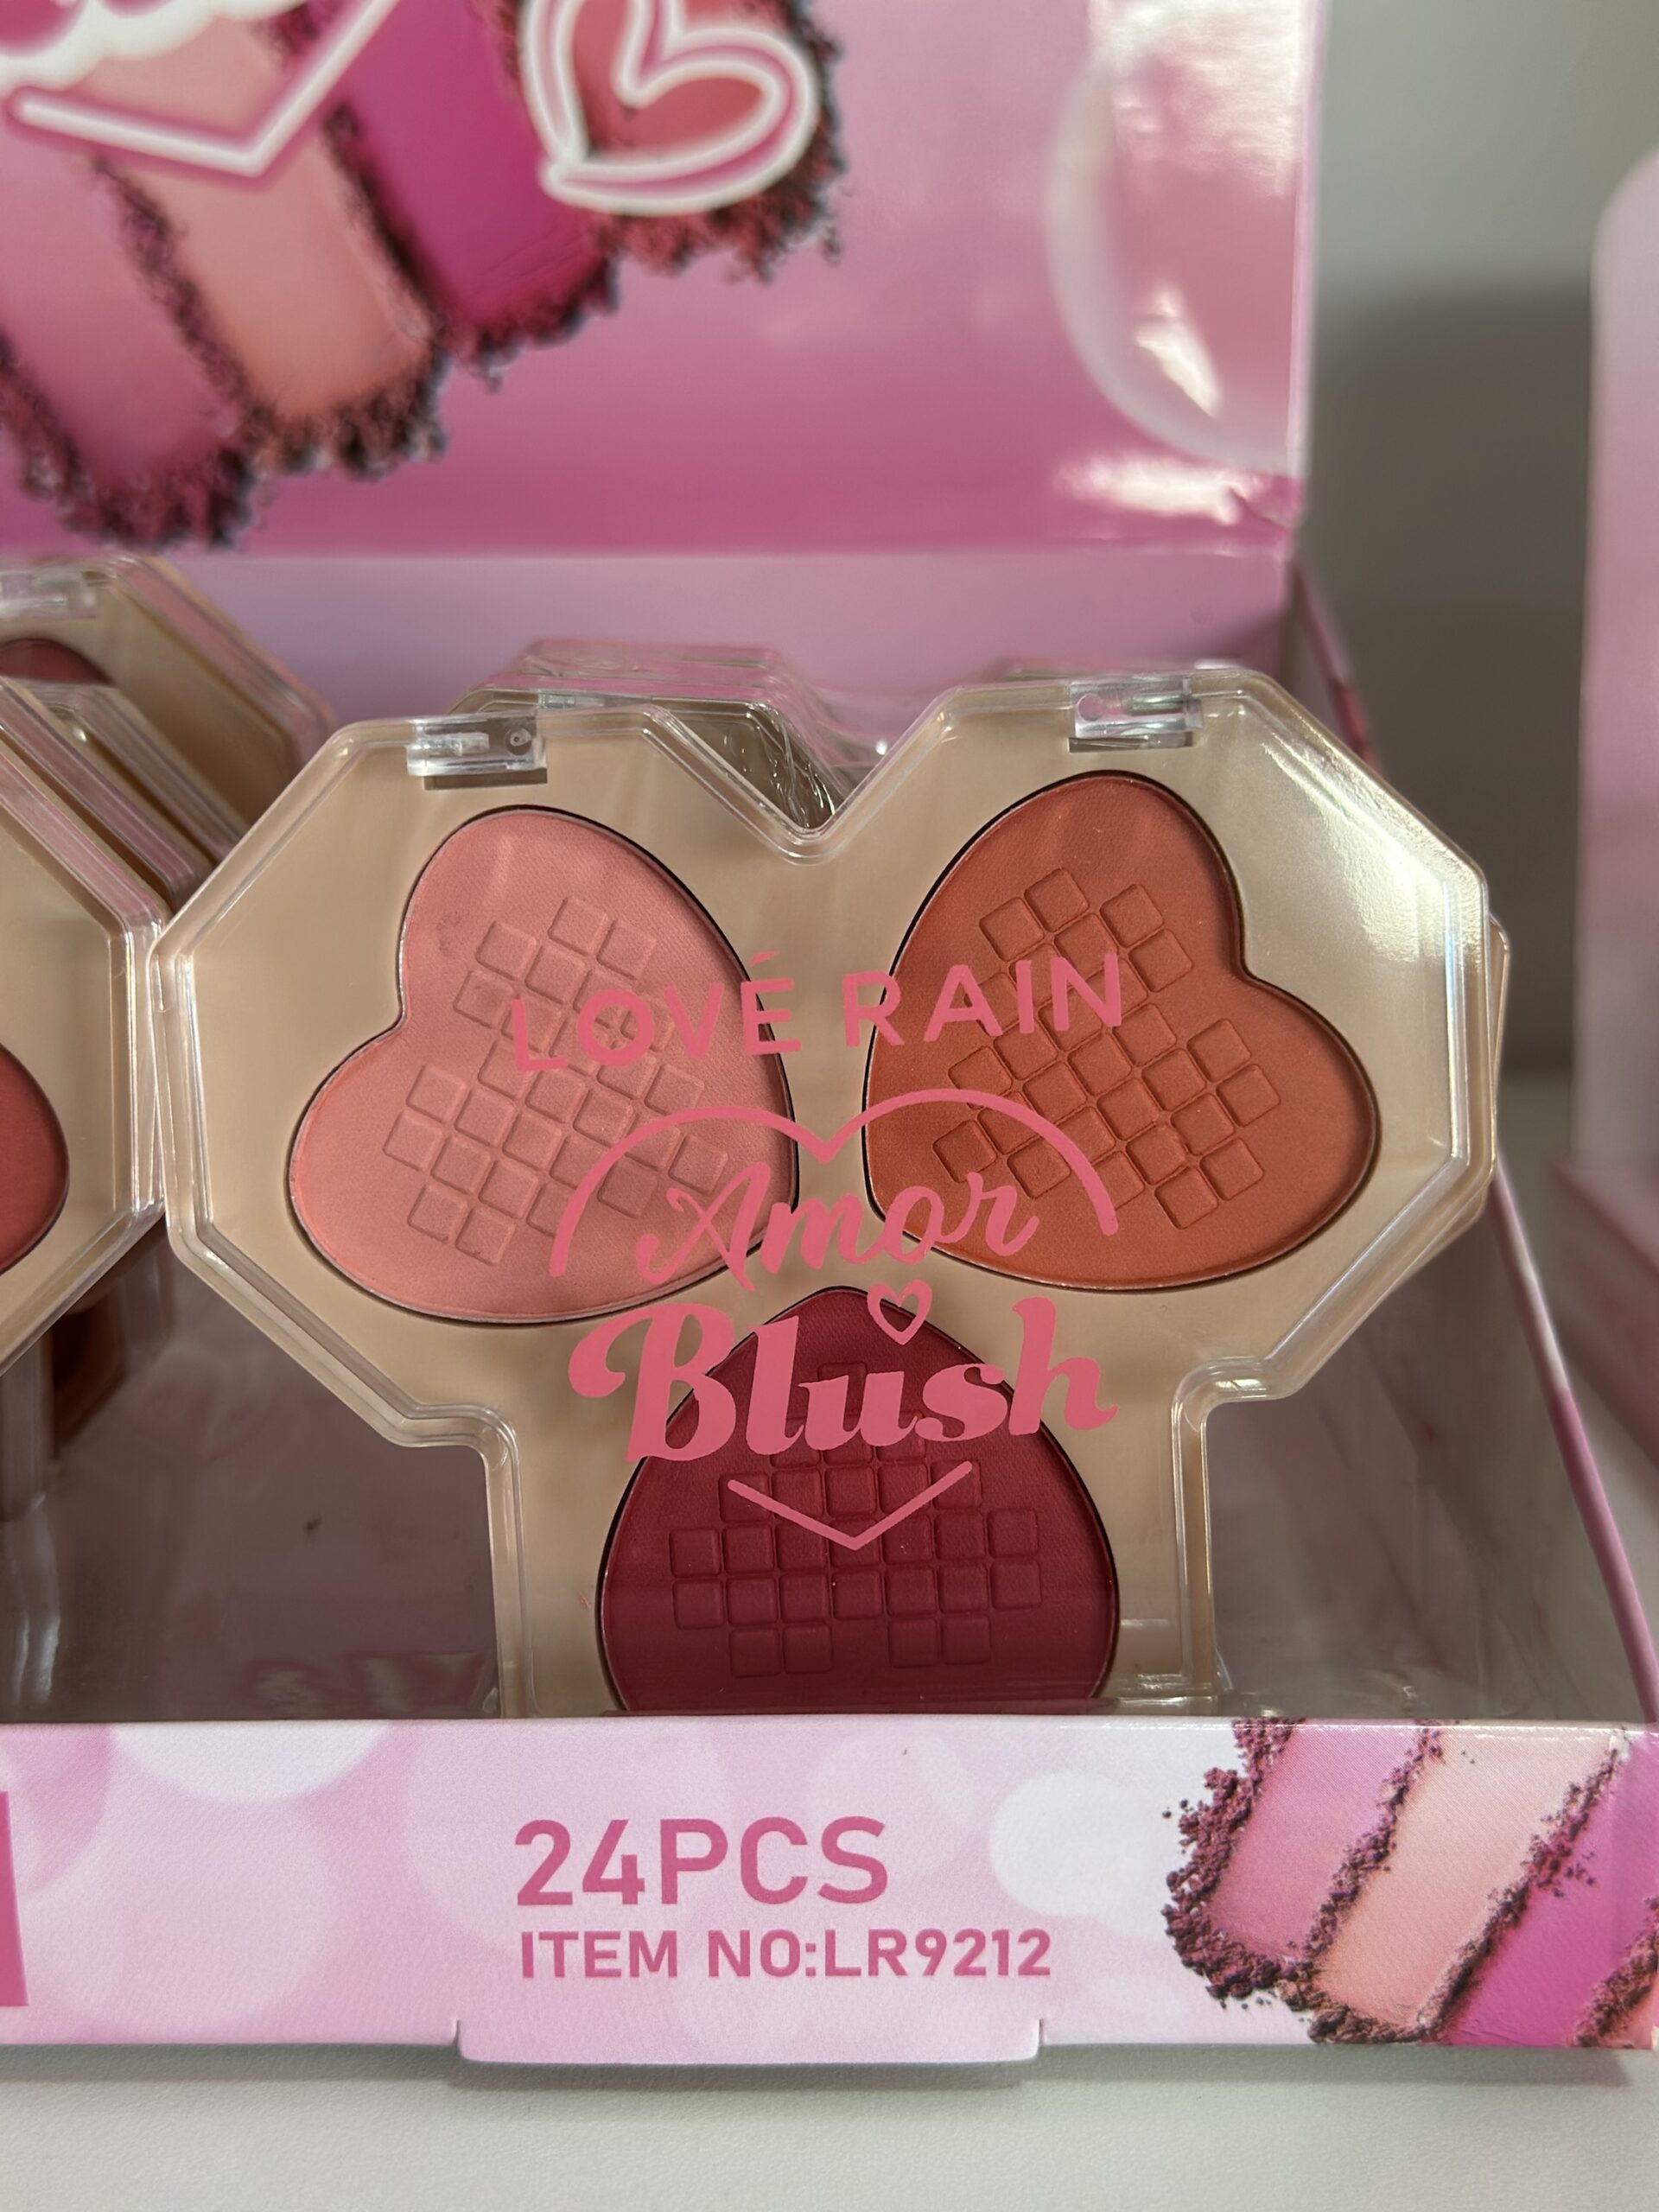 LOVÉ RAIN
Amor
Blush
24PCS
ITEM NO:LR9212